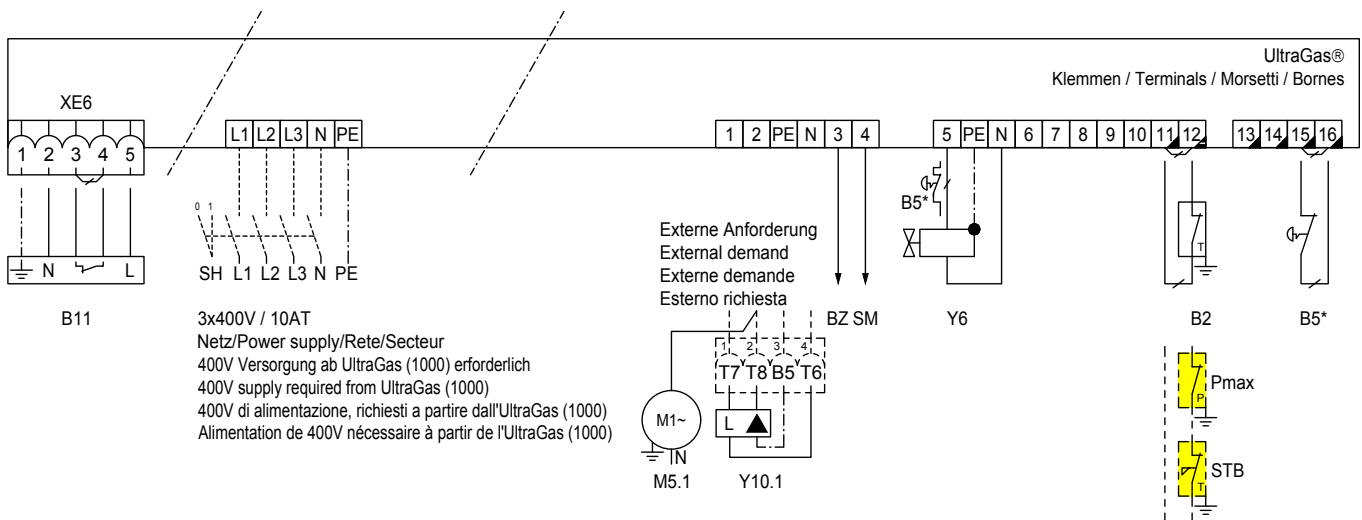 UltraGas®
Klemmen / Terminals / Morsetti / Bornes
XE6
L1 L2 L3 N PE
1 2 PE N 3 4
5 PE N 6 7 8 9 10 11 12
13 14 15 16
1 2 3 4 5
B5*
0 1
Externe Anforderung
External demand
Externe demande
Esterno richiesta
T
N L
SH L1 L2 L3 N PE
B11
3x400V / 10AT
BZ SM
Y6
B2
B5*
Netz/Power supply/Rete/Secteur
400V Versorgung ab UltraGas (1000) erforderlich
400V supply required from UltraGas (1000)
400V di alimentazione, richiesti a partire dall'UltraGas (1000)
Alimentation de 400V nécessaire à partir de l'UltraGas (1000)
1 2 3 4
T7 T8 B5 T6
Pmax
P
M1~
L
IN
M5.1
Y10.1
STB
T